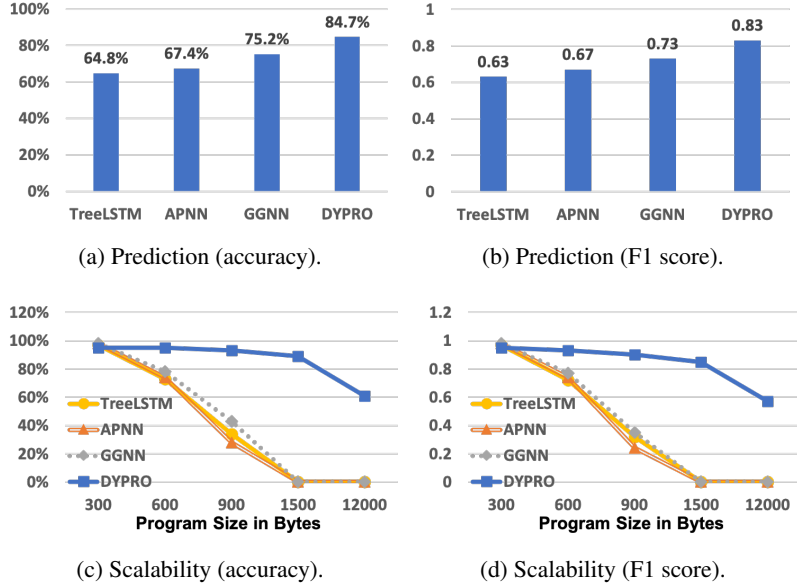 100%
80%
60%
40%
20%
0%
64.8%
67.4%
75.2%
84.7%
TreeLSTM APNN GGNN DYPRO
(a) Prediction (accuracy).
1
0.8
0.6
0.4
0.2
0
0.63
0.67
0.73
0.83
TreeLSTM APNN GGNN DYPRO
(b) Prediction (F1 score).
120%
100%
80%
60%
40%
20%
0%
TreeLSTM
APNN
GGNN
DYPRO
300 600 900 1500 12000
Program Size in Bytes
(c) Scalability (accuracy).
1.2
1
0.8
0.6
0.4
0.2
0
TreeLSTM
APNN
GGNN
DYPRO
300 600 900 1500 12000
Program Size in Bytes
(d) Scalability (F1 score).